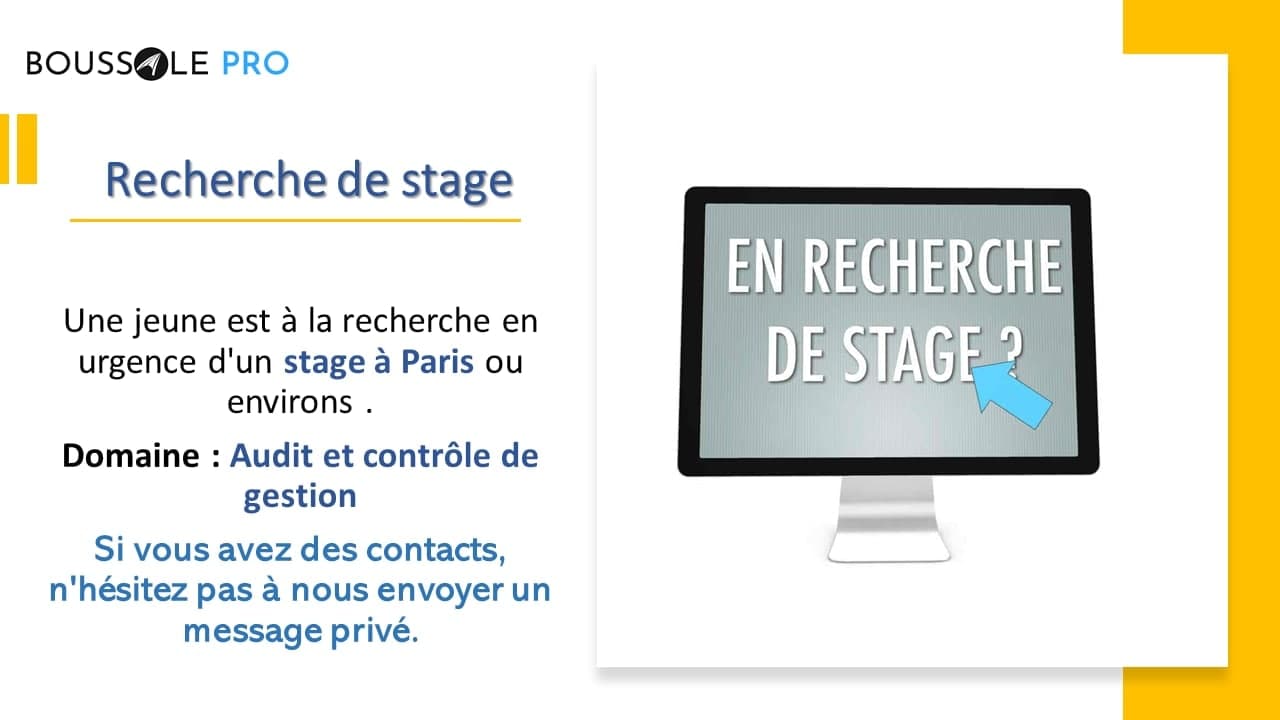 BOUSSOLE PRO
Recherche de stage
Une jeune est à la recherche en
urgence d'un stage à Paris ou
environs .
Domaine : Audit et contrôle de
gestion
Si vous avez des contacts,
n'hésitez pas à nous envoyer un
message privé.
EN RECHERCHE
DE STAGE ?